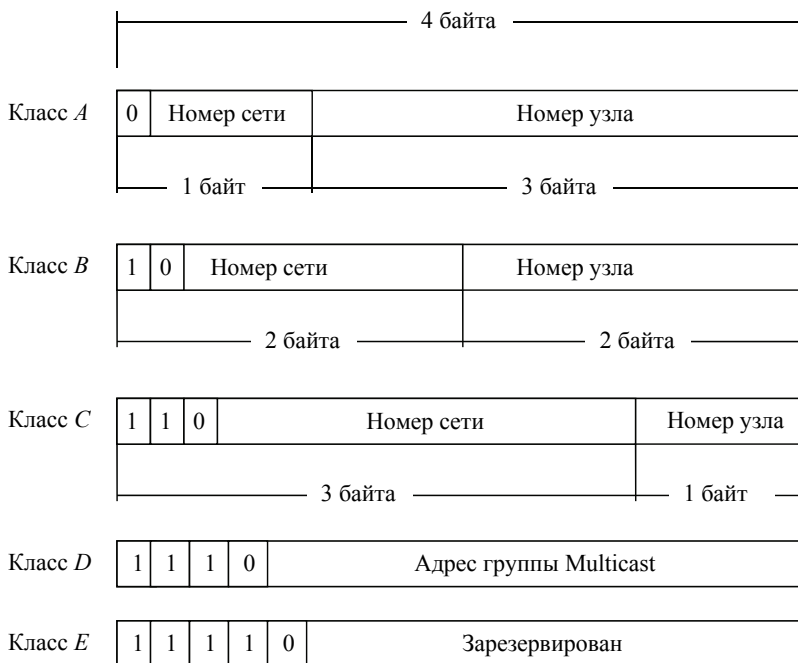 4 байта
Класс A 0 Номер сети Номер узла
1 байт 3 байта
Класс B 1 0 Номер сети Номер узла
2 байта 2 байта
Класс C 1 1 0 Номер сети Номер узла
3 байта 1 байт
Класс D 1 1 1 0 Адрес группы Multicast
Класс E 1 1 1 1 0 Зарезервирован